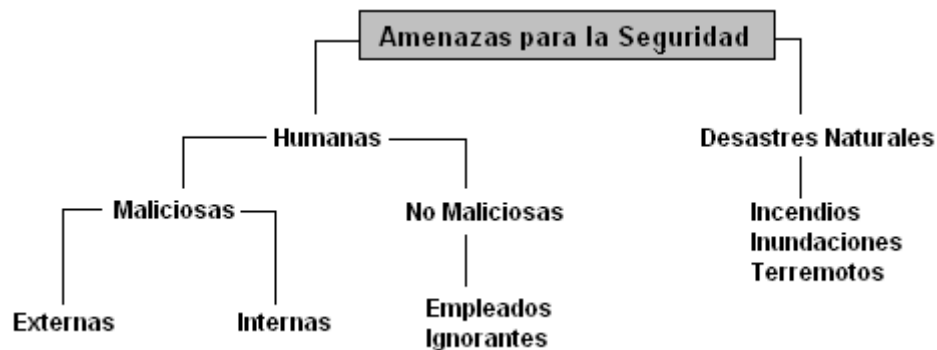 Amenazas para la Seguridad
Humanas
Desastres Naturales
Maliciosas
No Maliciosas
Incendios
Inundaciones
Terremotos
Externas
Internas
Empleados
Ignorantes